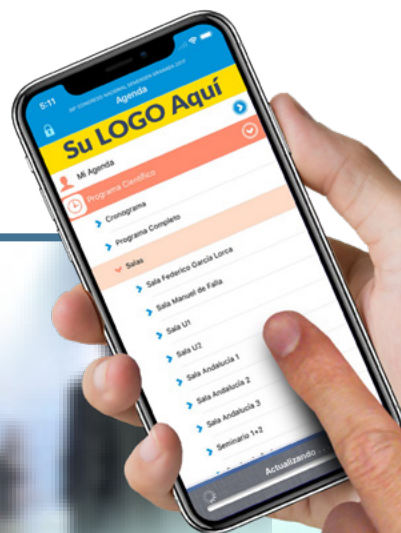 5:11
Agenda
Su LOGO Aquí
Mi Agenda
Programa Científico
Cronograma
Programa Completo
Salas
Sala Federico García Lorca
Sala Manuel de Falla
Sala U1
Sala U2
Sala Andalucía 1
Sala Andalucía 2
Sala Andalucía 3
Seminario 1+2
Actualizando . .